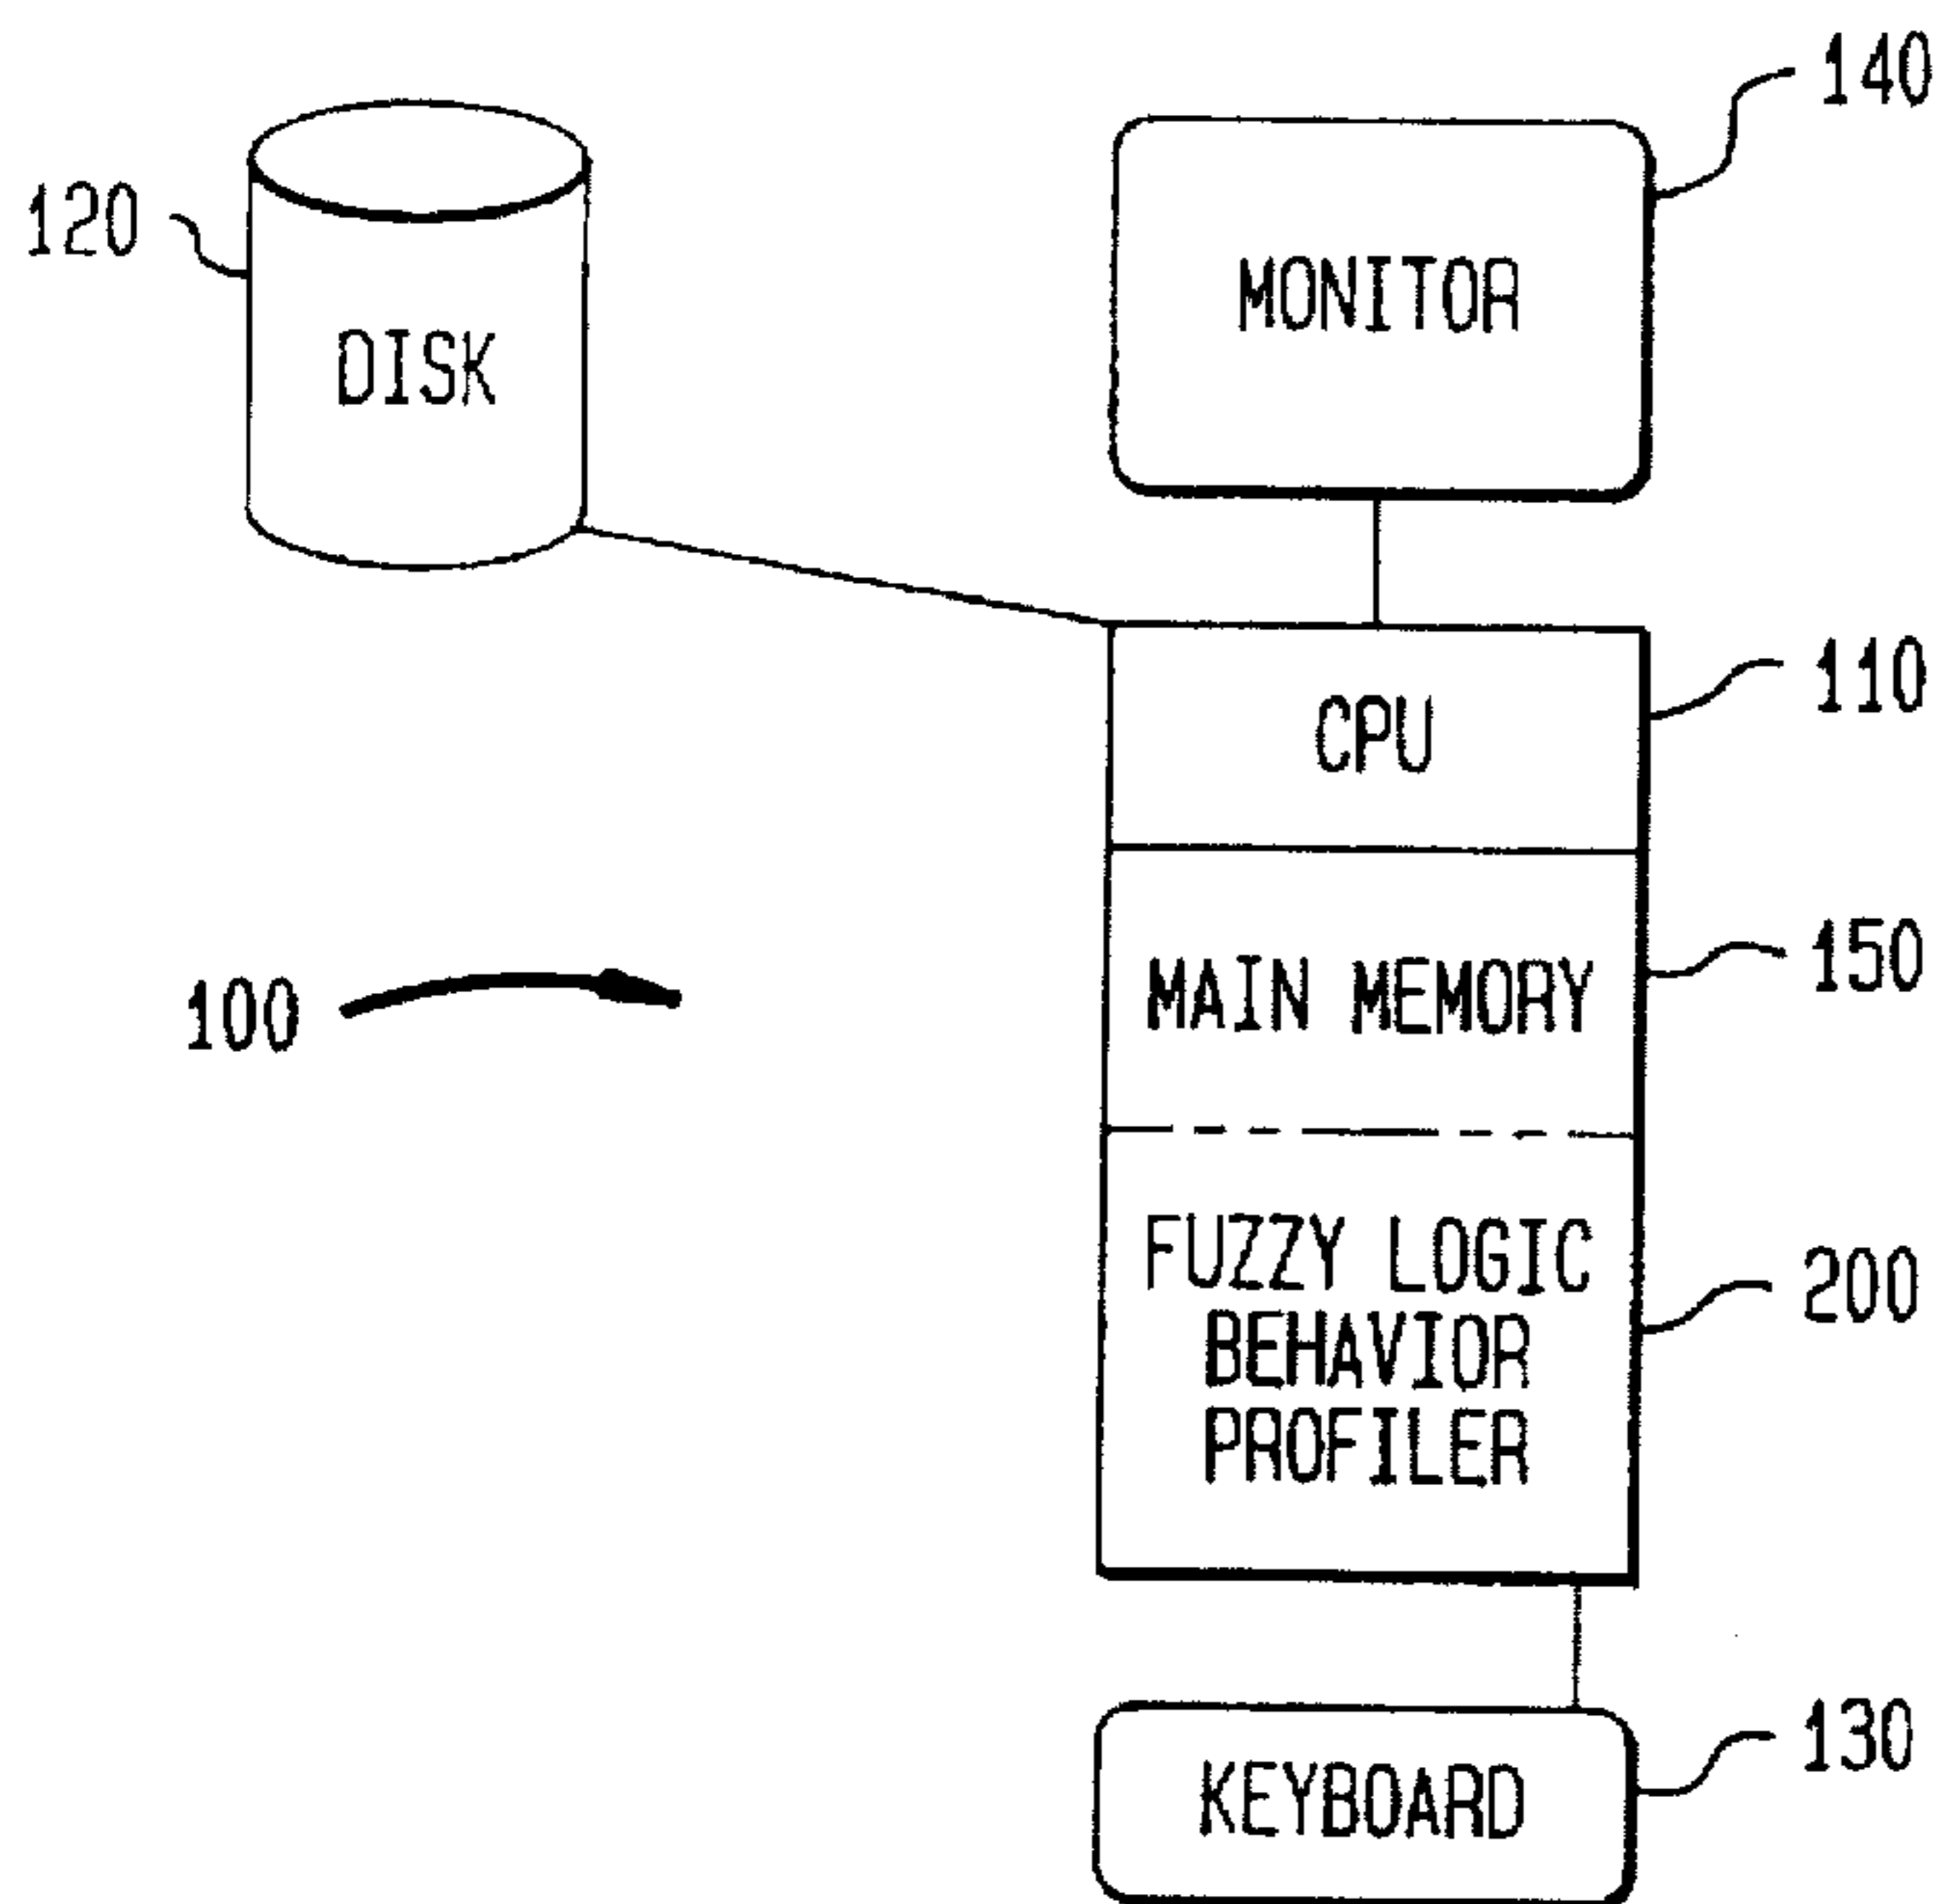 140
120
MONITOR
DISK
110
CPU
150
MAIN MEMORY
100
FUZZY LOGIC
BEHAVIOR
PROFILER
200
130
KEYBOARD